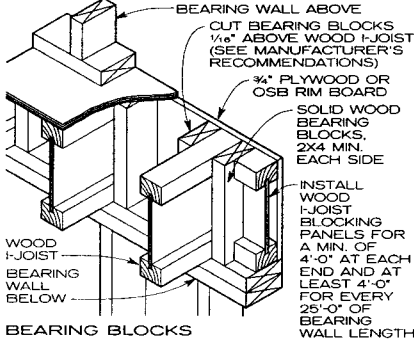 BEARING WALL ABOVE
CUT BEARING BLOCKS
1/16" ABOVE WOOD I-JOIST
(SEE MANUFACTURER'S
RECOMMENDATIONS)
3/4" PLYWOOD OR
OSB RIM BOARD
SOLID WOOD
BEARING
BLOCKS,
2X4 MIN.
EACH SIDE
INSTALL
WOOD
I-JOIST
BLOCKING
PANELS FOR
A MIN. OF
4'-0" AT EACH
END AND AT
LEAST 4'-0"
FOR EVERY
25'-0" OF
BEARING
WALL LENGTH
WOOD
I-JOIST
BEARING
WALL
BELOW
BEARING BLOCKS